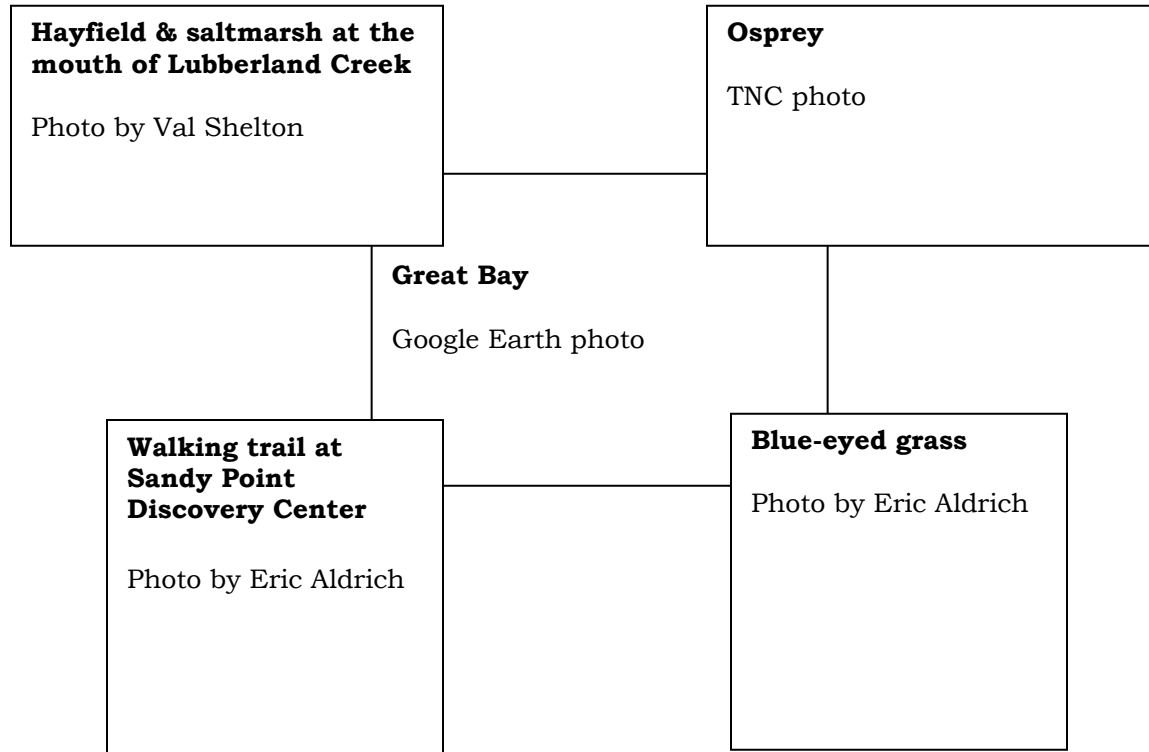 Hayfield & saltmarsh at the
mouth of Lubberland Creek
Photo by Val Shelton
Osprey
TNC photo
Great Bay
Google Earth photo
Walking trail at
Sandy Point
Discovery Center
Photo by Eric Aldrich
Blue-eyed grass
Photo by Eric Aldrich